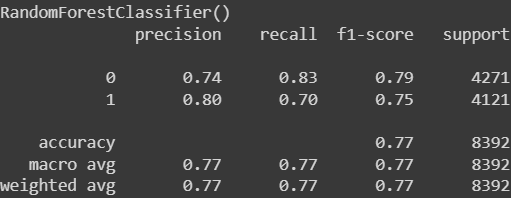 RandomForestClassifier()
precision recall f1-score support
0 0.74 0.83 0.79 4271
1 0.80 0.70 0.75 4121
accuracy 0.77 8392
macro avg 0.77 0.77 0.77 8392
weighted avg 0.77 0.77 0.77 8392